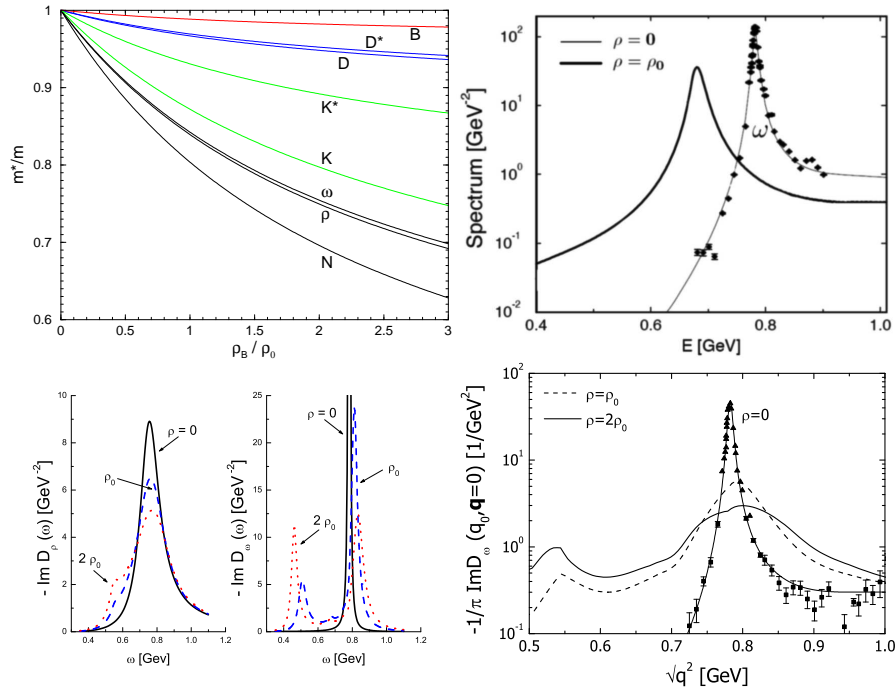 1
0.9
0.8
0.7
0.6
m*/m
0
0.5
1
1.5
2
2.5
3
ρB / ρ0
B
D*
D
K*
K
ω
ρ
N
10²
10¹
10⁰
10⁻¹
10⁻²
Spectrum [GeV⁻²]
ρ = 0
ρ = ρ0
ω
0.4
0.6
0.8
1.0
E [GeV]
10
8
6
4
2
0
- Im Dρ (ω) [GeV⁻²]
ρ = 0
ρ0
2 ρ0
0.4
0.6
0.8
1
1.2
ω [Gev]
25
20
15
10
5
0
- Im Dω (ω) [GeV⁻²]
ρ = 0
ρ0
2 ρ0
0.4
0.6
0.8
1
1.2
ω [GeV]
10²
10¹
10⁰
10⁻¹
-1/π ImDω (q0,q=0) [1/GeV²]
ρ=ρ0
ρ=2ρ0
ρ=0
0.5
0.6
0.7
0.8
0.9
1.0
√q² [GeV]